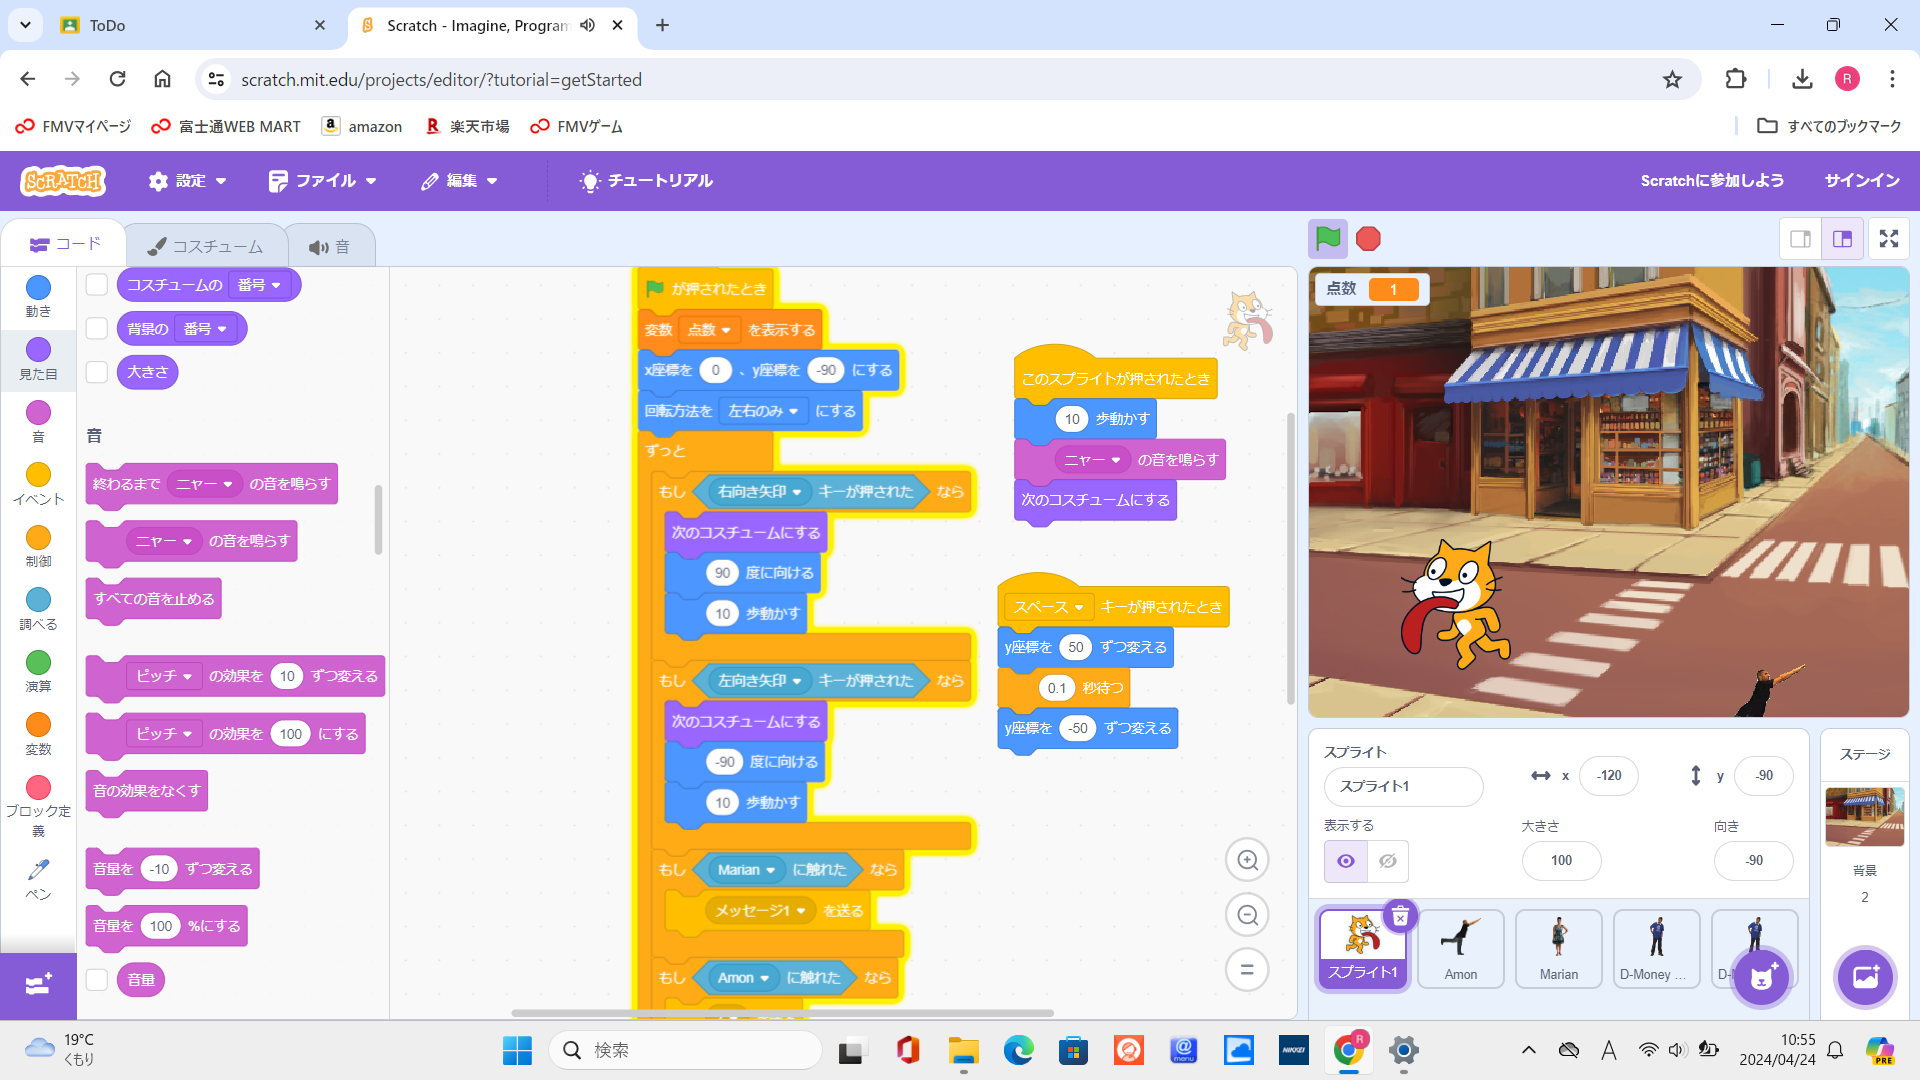 ToDo
Scratch - Imagine, Program
scratch.mit.edu/projects/editor/?tutorial=getStarted
R
FMVマイページ
富士通WEB MART
amazon
楽天市場
FMVゲーム
すべてのブックマーク
SCRATCH
設定
ファイル
編集
チュートリアル
Scratchに参加しよう
サインイン
コード
コスチューム
音
動き
見た目
音
イベント
制御
調べる
演算
変数
ブロック定
義
ペン
コスチュームの 番号
背景の 番号
大きさ
音
終わるまで ニャー の音を鳴らす
ニャー の音を鳴らす
すべての音を止める
ピッチ の効果を 10 ずつ変える
ピッチ の効果を 100 にする
音の効果をなくす
音量を -10 ずつ変える
音量を 100 %にする
音量
が押されたとき
変数 点数 を表示する
x座標を 0 、y座標を -90 にする
回転方法を 左右のみ にする
ずっと
もし 右向き矢印 キーが押された なら
次のコスチュームにする
90 度に向ける
10 歩動かす
もし 左向き矢印 キーが押された なら
次のコスチュームにする
-90 度に向ける
10 歩動かす
もし Marian に触れた なら
メッセージ1 を送る
もし Amon に触れた なら
このスプライトが押されたとき
10 歩動かす
ニャー の音を鳴らす
次のコスチュームにする
スペース キーが押されたとき
y座標を 50 ずつ変える
0.1 秒待つ
y座標を -50 ずつ変える
点数 1
スプライト
スプライト1
x -120
y -90
表示する
大きさ
100
向き
-90
スプライト1
Amon
Marian
D-Money ...
ステージ
背景
2
19°C
くもり
検索
@
menu
NIKKEI
R
A
10:55
2024/04/24
PRE